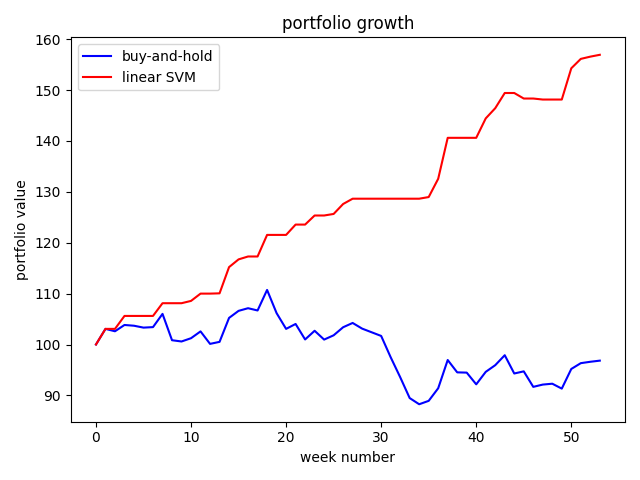 portfolio growth
buy-and-hold
linear SVM
160
150
140
130
120
110
100
90
portfolio value
0 10 20 30 40 50
week number